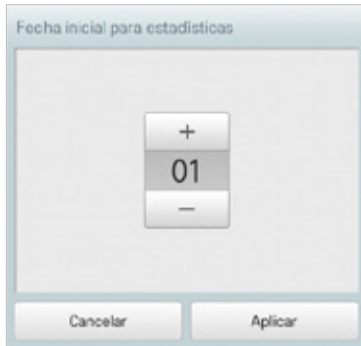 Fecha inicial para estadísticas
+
01
−
Cancelar
Aplicar